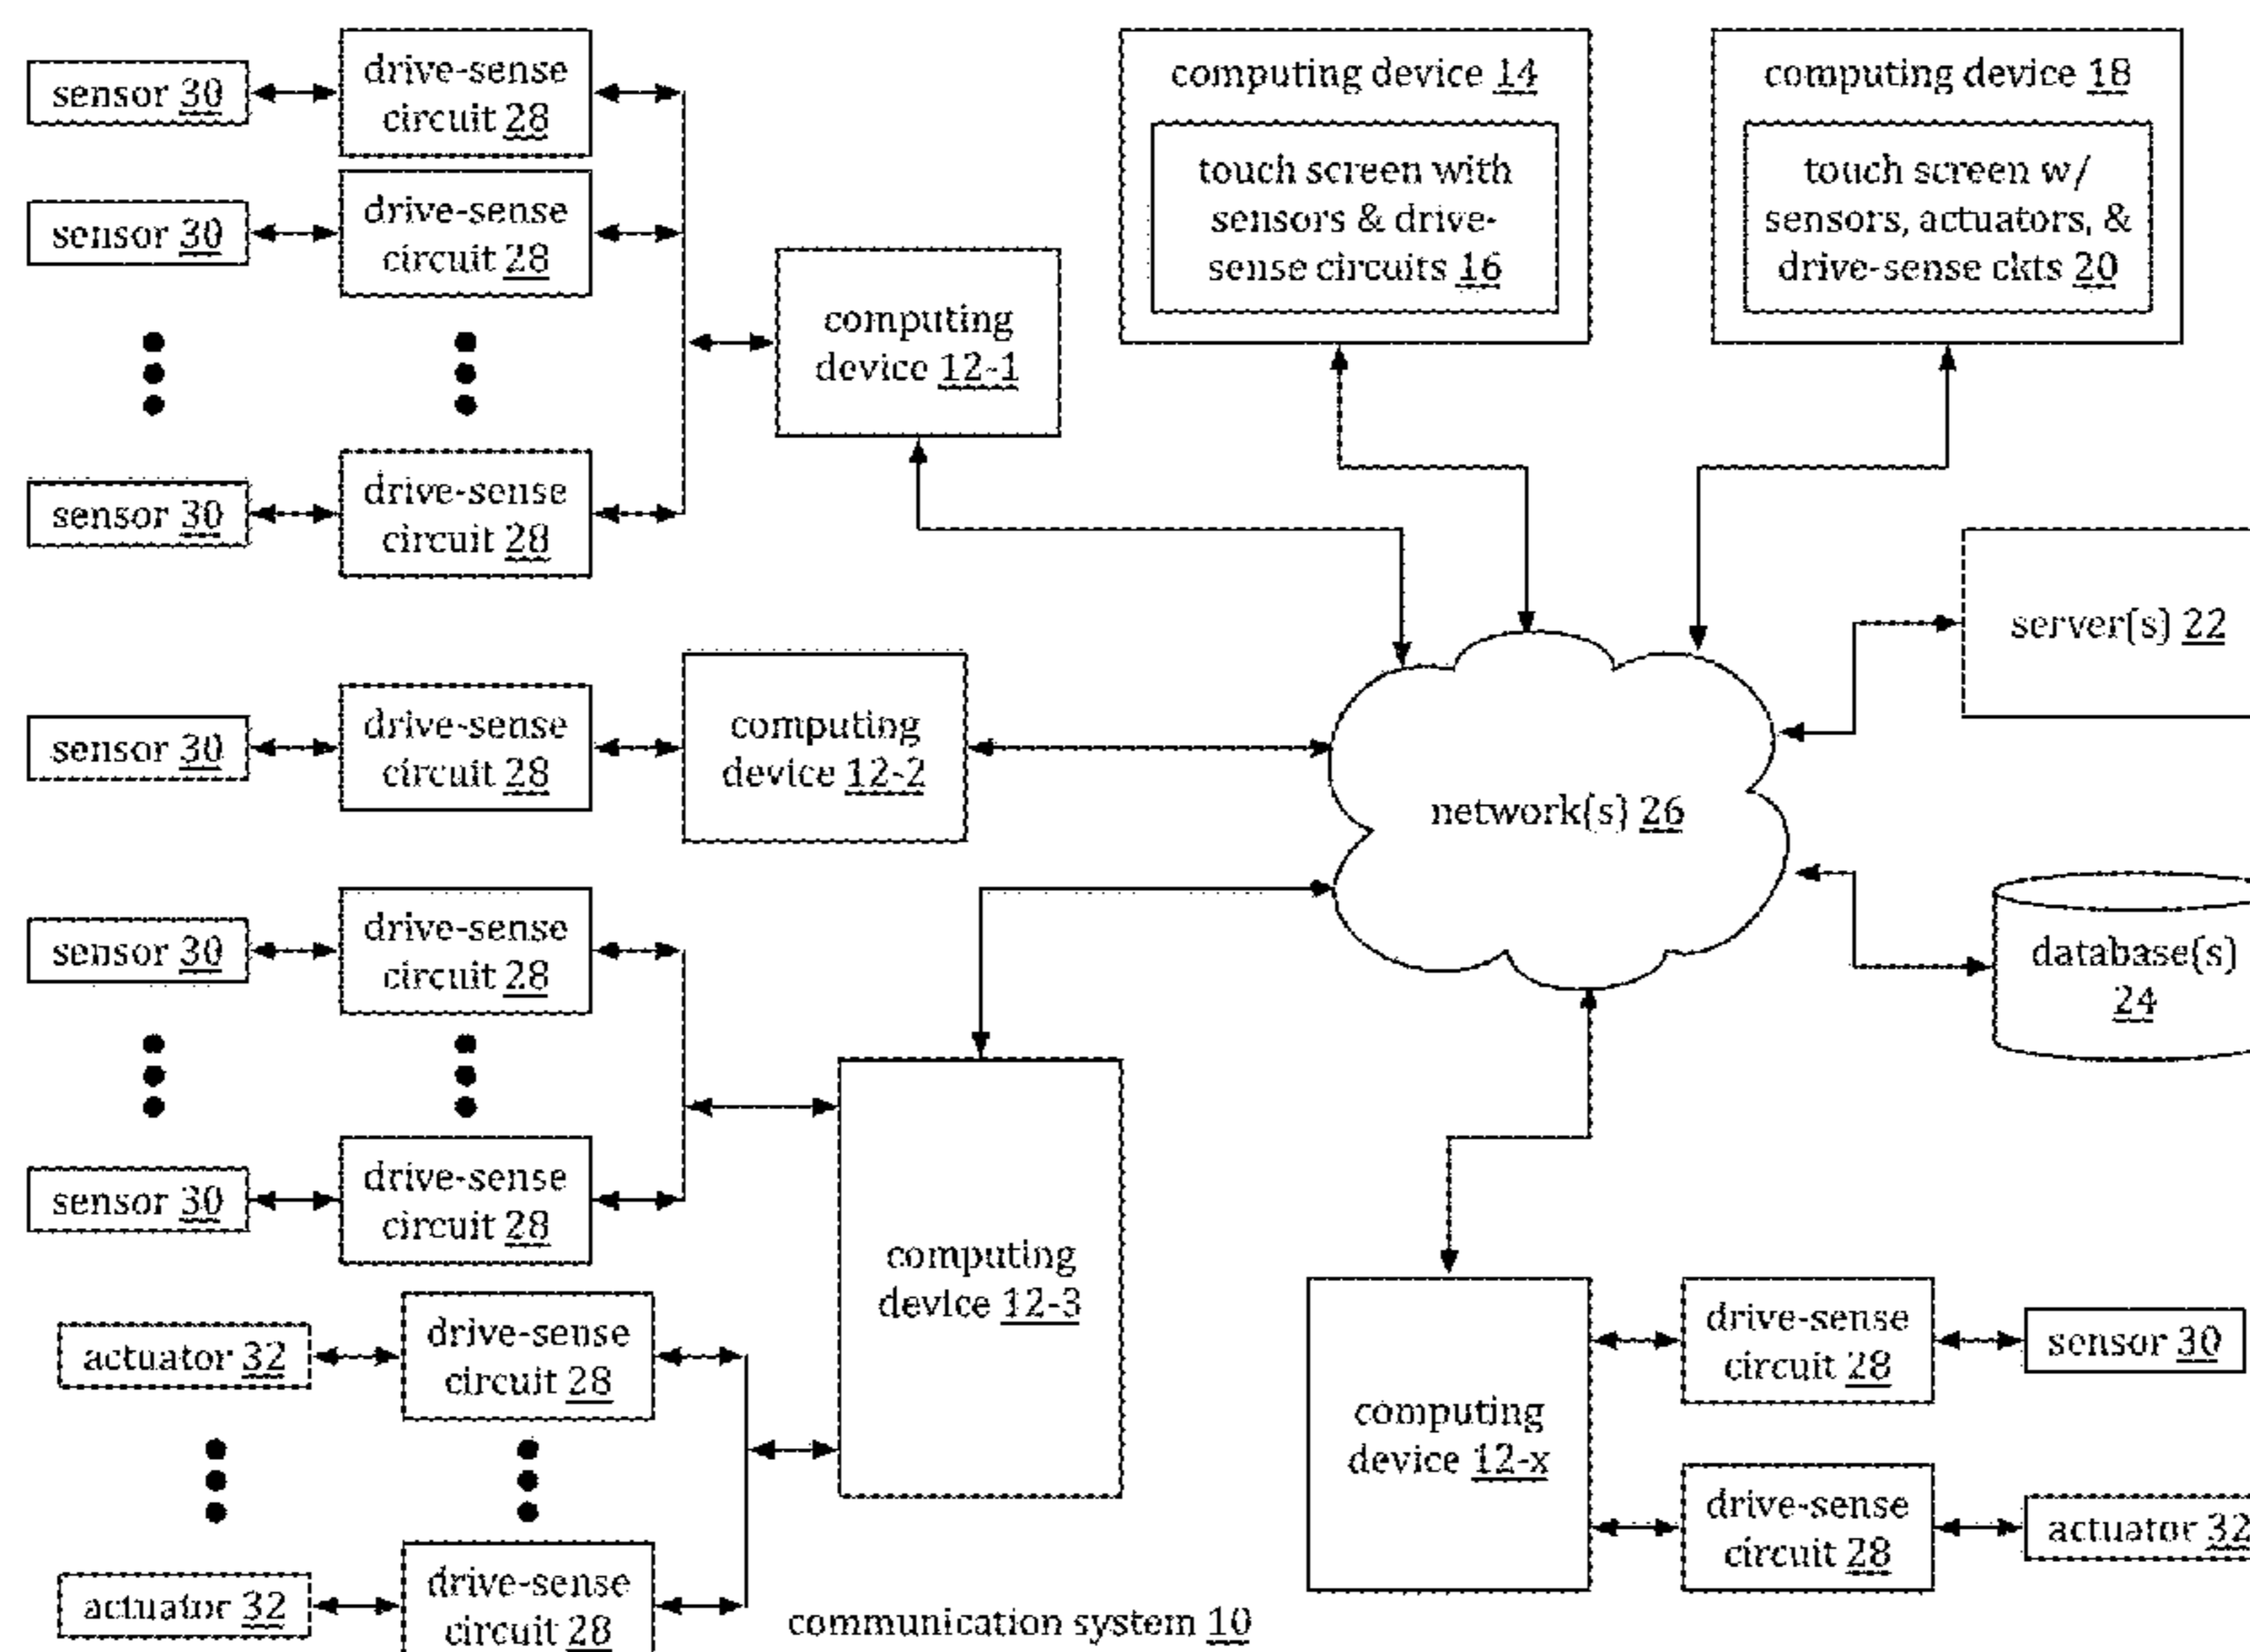 sensor 30
drive-sense
circuit 28
sensor 30
drive-sense
circuit 28
sensor 30
drive-sense
circuit 28
computing
device 12-1
computing device 14
touch screen with
sensors & drive-
sense circuits 16
computing device 18
touch screen w/
sensors, actuators, &
drive-sense ckts 20
server(s) 22
sensor 30
drive-sense
circuit 28
computing
device 12-2
network(s) 26
database(s)
24
sensor 30
drive-sense
circuit 28
sensor 30
drive-sense
circuit 28
computing
device 12-3
actuator 32
drive-sense
circuit 28
actuator 32
drive-sense
circuit 28
computing
device 12-x
drive-sense
circuit 28
sensor 30
drive-sense
circuit 28
actuator 32
communication system 10